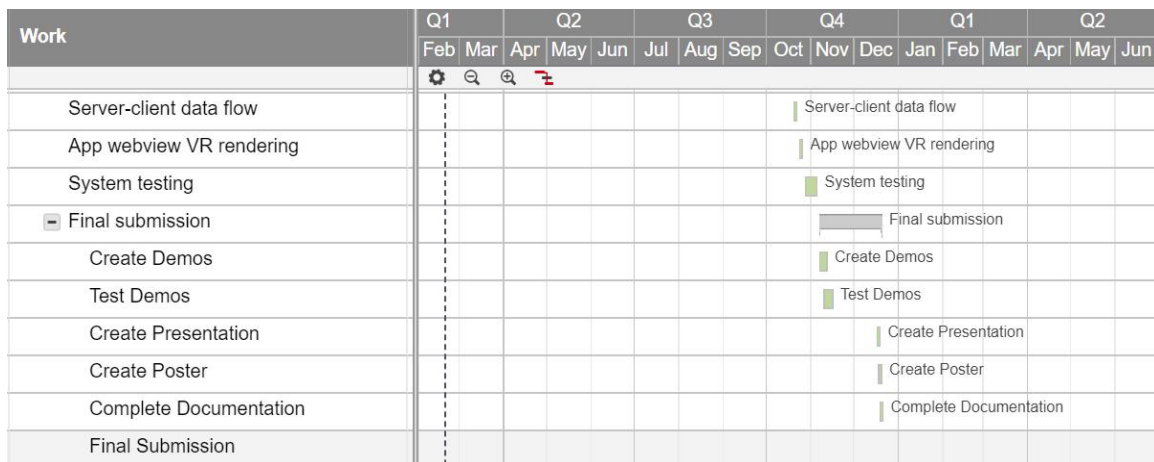 Work
Q1 Q2 Q3 Q4 Q1 Q2
Feb Mar Apr May Jun Jul Aug Sep Oct Nov Dec Jan Feb Mar Apr May Jun
Server-client data flow Server-client data flow
App webview VR rendering App webview VR rendering
System testing System testing
Final submission Final submission
Create Demos Create Demos
Test Demos Test Demos
Create Presentation Create Presentation
Create Poster Create Poster
Complete Documentation Complete Documentation
Final Submission